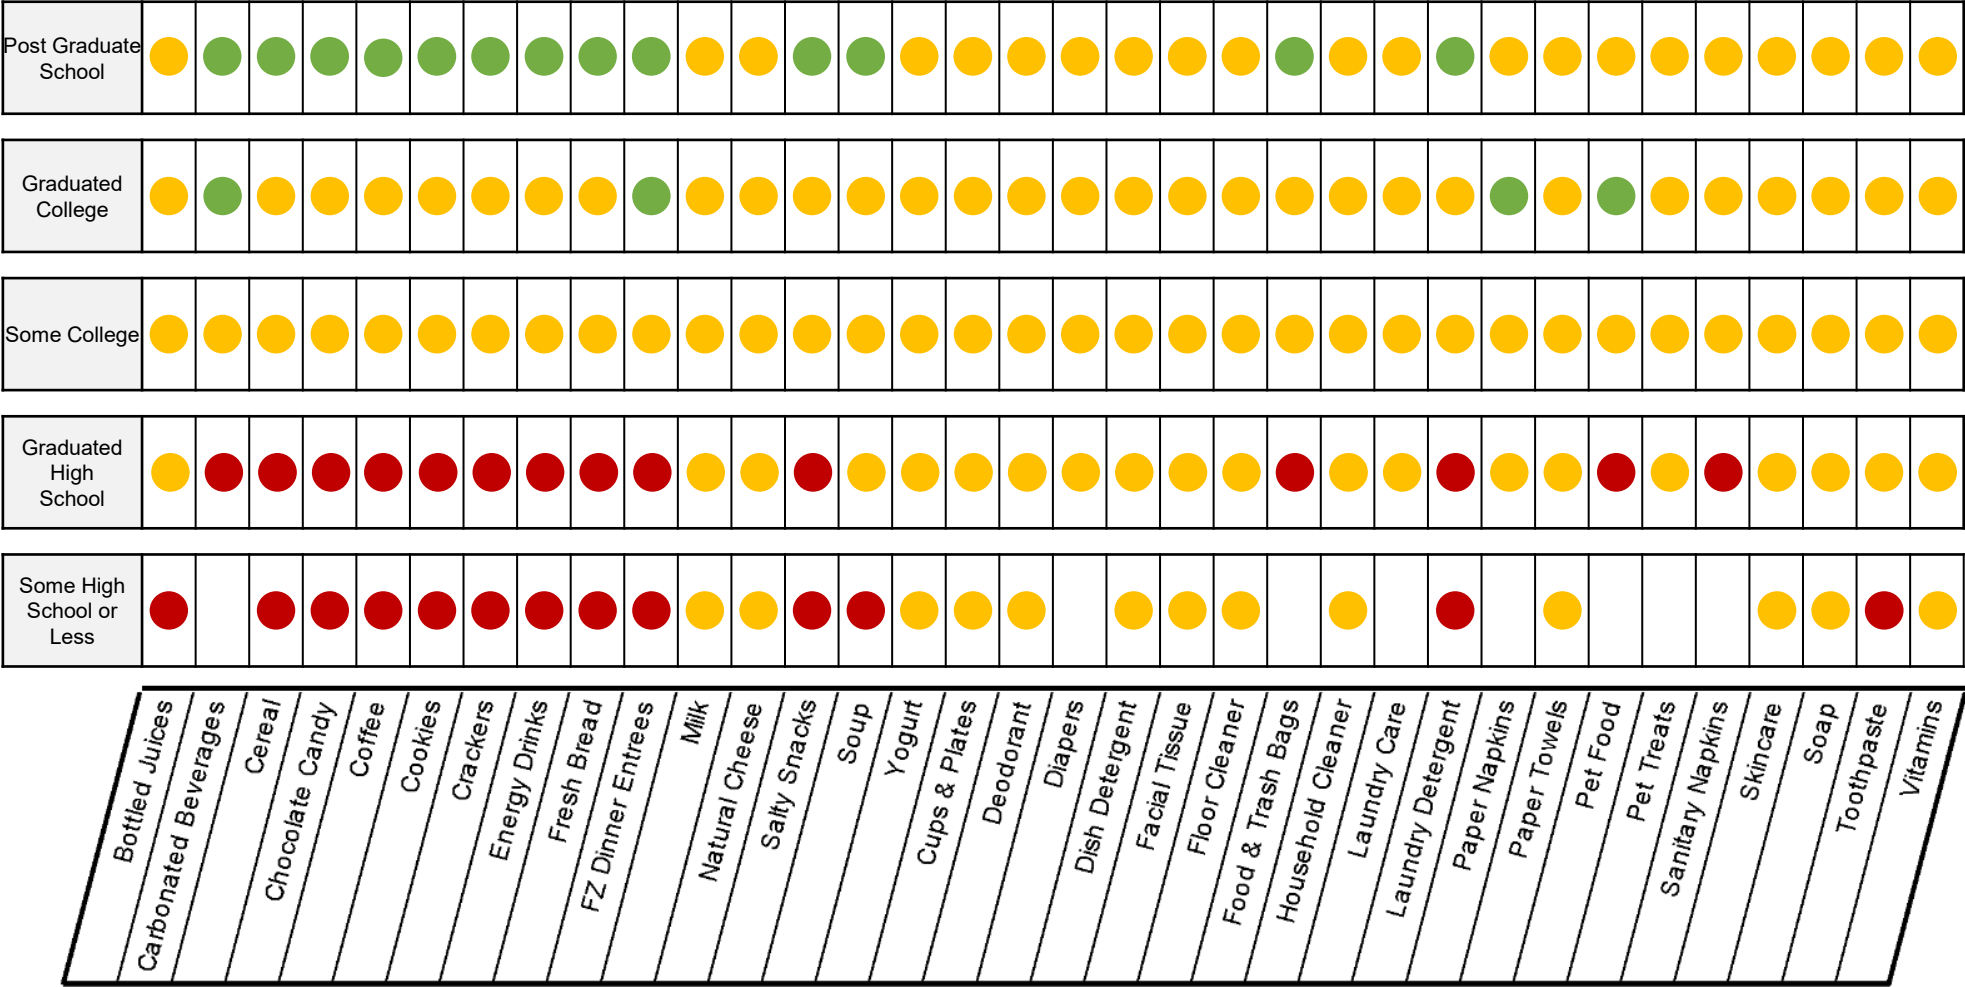 Post Graduate
School
Graduated
College
Some College
Graduated
High
School
Some High
School or
Less
Bottled Juices
Carbonated Beverages
Cereal
Chocolate Candy
Coffee
Cookies
Crackers
Energy Drinks
Fresh Bread
FZ Dinner Entrees
Milk
Natural Cheese
Salty Snacks
Soup
Yogurt
Cups & Plates
Deodorant
Diapers
Dish Detergent
Facial Tissue
Floor Cleaner
Food & Trash Bags
Household Cleaner
Laundry Care
Laundry Detergent
Paper Napkins
Paper Towels
Pet Food
Pet Treats
Sanitary Napkins
Skincare
Soap
Toothpaste
Vitamins